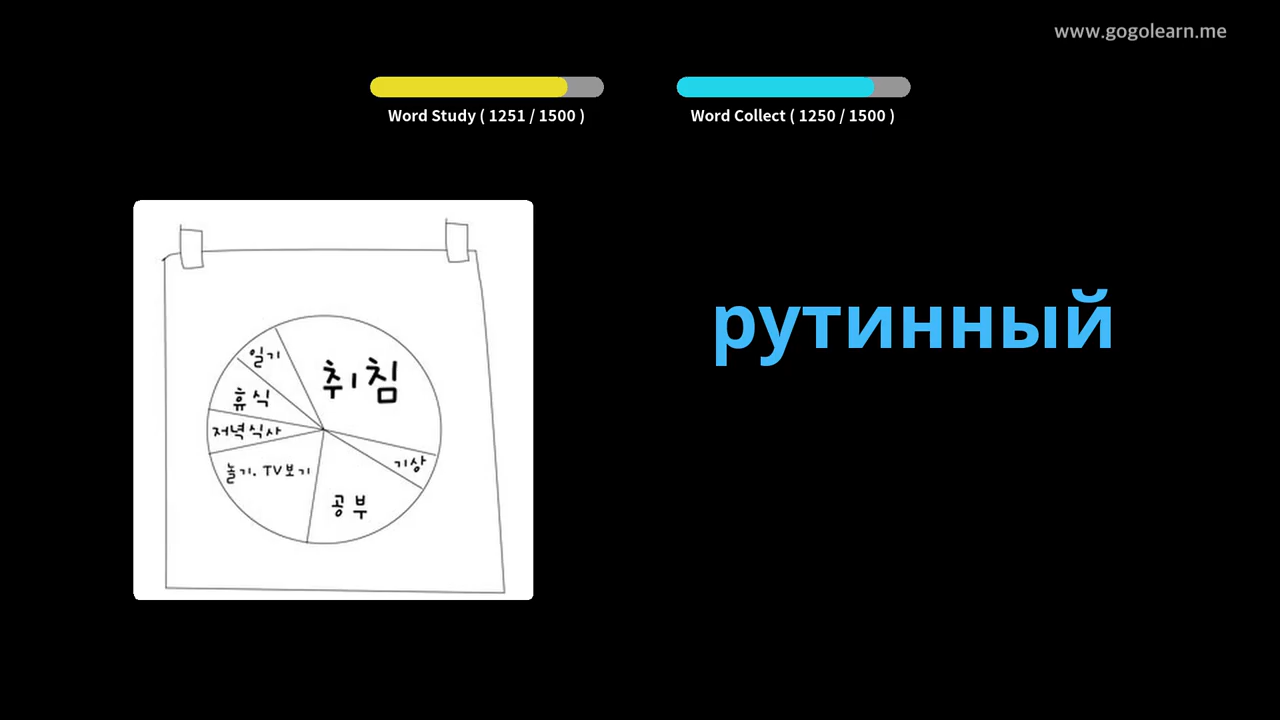 www.gogolearn.me
Word Study ( 1251 / 1500 )
Word Collect ( 1250 / 1500 )
рутинный
일기
취침
휴식
저녁식사
놀기. TV보기
기상
공부